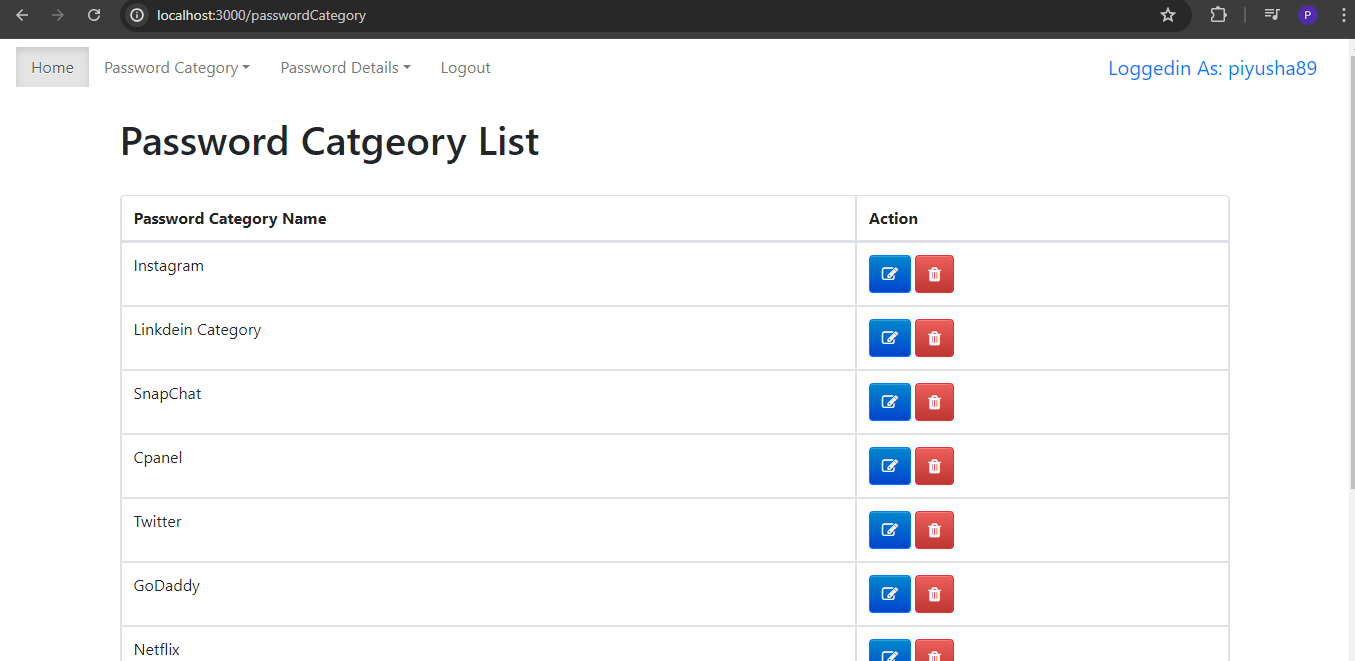 localhost:3000/passwordCategory
P
Home Password Category Password Details Logout Loggedin As: piyusha89
Password Catgeory List
Password Category Name Action
Instagram
Linkdein Category
SnapChat
Cpanel
Twitter
GoDaddy
Netflix